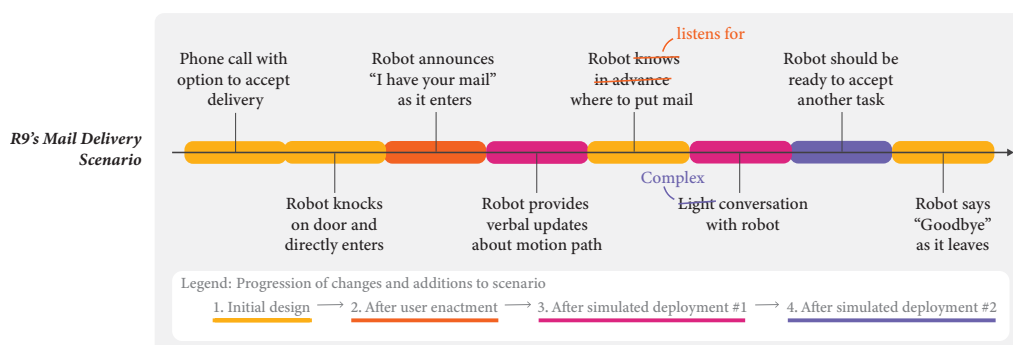 listens for
Phone call with
option to accept
delivery
Robot announces
“I have your mail”
as it enters
Robot knows
in advance
where to put mail
Robot should be
ready to accept
another task
R9’s Mail Delivery
Scenario
Robot knocks
on door and
directly enters
Robot provides
verbal updates
about motion path
Complex
Light conversation
with robot
Robot says
“Goodbye”
as it leaves
Legend: Progression of changes and additions to scenario
1. Initial design
2. After user enactment
3. After simulated deployment #1
4. After simulated deployment #2